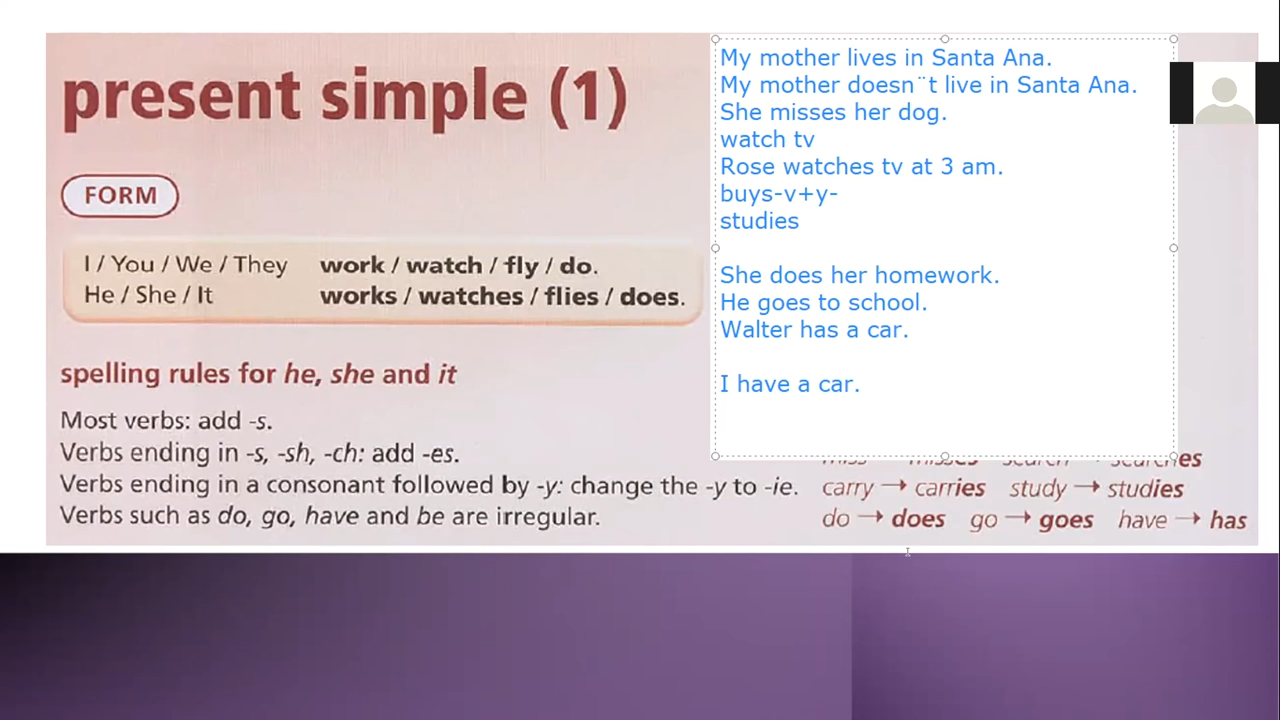 present simple (1)
FORM
I / You / We / They work / watch / fly / do.
He / She / It works / watches / flies / does.
spelling rules for he, she and it
Most verbs: add -s.
Verbs ending in -s, -sh, -ch: add -es.
Verbs ending in a consonant followed by -y: change the -y to -ie.
Verbs such as do, go, have and be are irregular.
My mother lives in Santa Ana.
My mother doesn¨t live in Santa Ana.
She misses her dog.
watch tv
Rose watches tv at 3 am.
buys-v+y-
studies
She does her homework.
He goes to school.
Walter has a car.
I have a car.
miss misses search → searches
carry → carries study → studies
do → does go → goes have → has